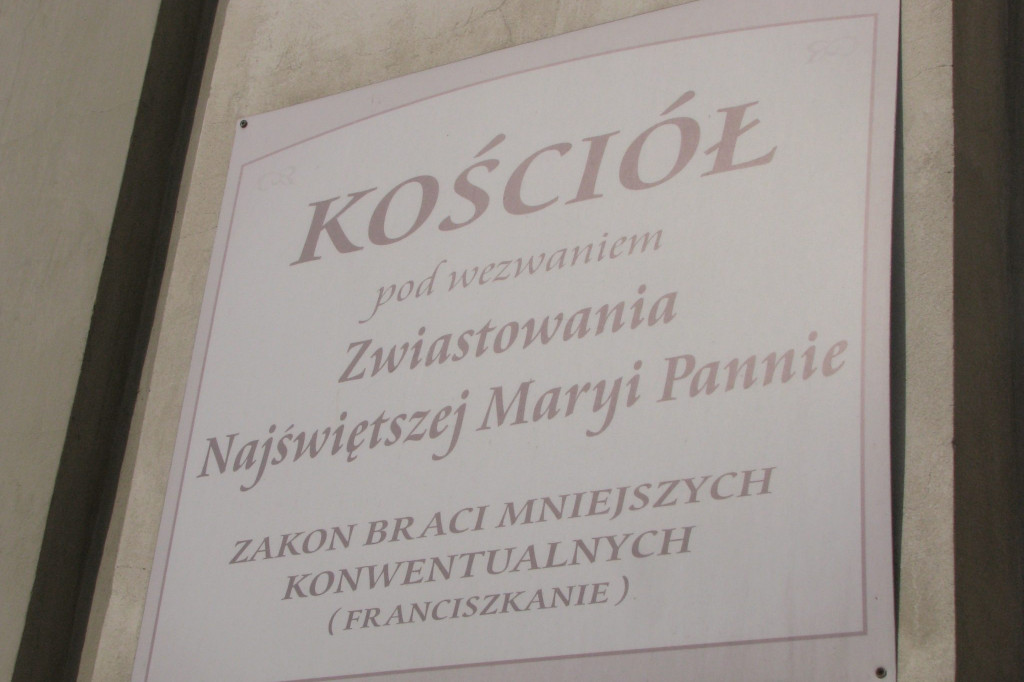 KOŚCIÓŁ
pod wezwaniem
Zwiastowania
Najświętszej Maryi Pannie
ZAKON BRACI MNIEJSZYCH
KONWENTUALNYCH
( FRANCISZKANIE )